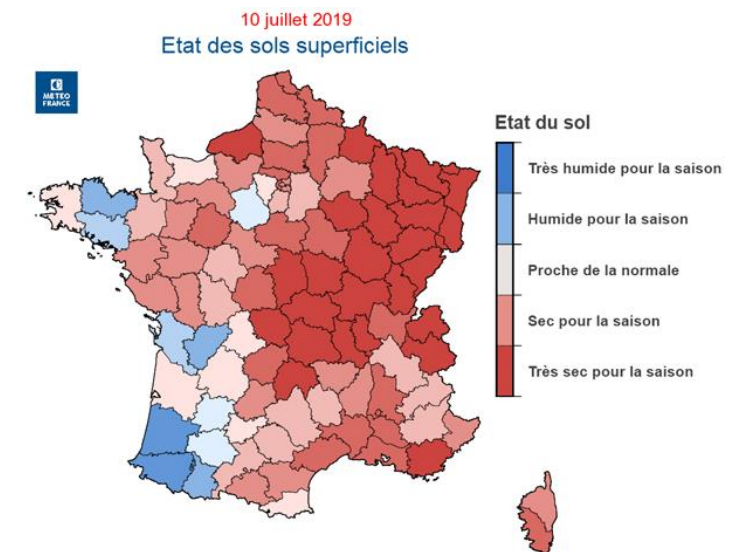 10 juillet 2019
Etat des sols superficiels
METEO
FRANCE
Etat du sol
Très humide pour la saison
Humide pour la saison
Proche de la normale
Sec pour la saison
Très sec pour la saison